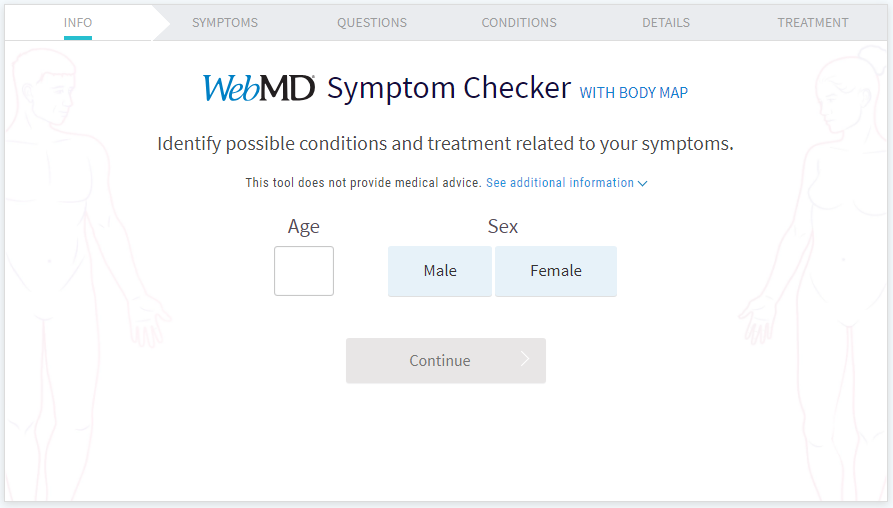 INFO SYMPTOMS QUESTIONS CONDITIONS DETAILS TREATMENT
WebMD Symptom Checker WITH BODY MAP
Identify possible conditions and treatment related to your symptoms.
This tool does not provide medical advice. See additional information
Age Sex
Male Female
Continue